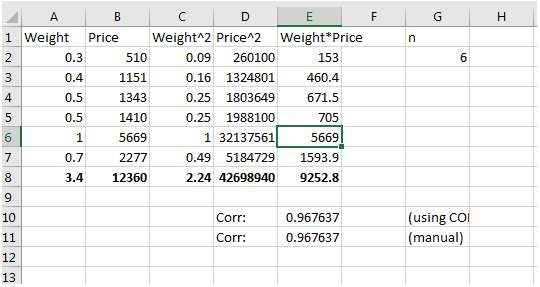 A B C D E F G H
1 Weight Price Weight^2 Price^2 Weight*Price n
2 0.3 510 0.09 260100 153 6
3 0.4 1151 0.16 1324801 460.4
4 0.5 1343 0.25 1803649 671.5
5 0.5 1410 0.25 1988100 705
6 1 5669 1 32137561 5669
7 0.7 2277 0.49 5184729 1593.9
8 3.4 12360 2.24 42698940 9252.8
9
10 Corr: 0.967637 (using CO
11 Corr: 0.967637 (manual)
12
13